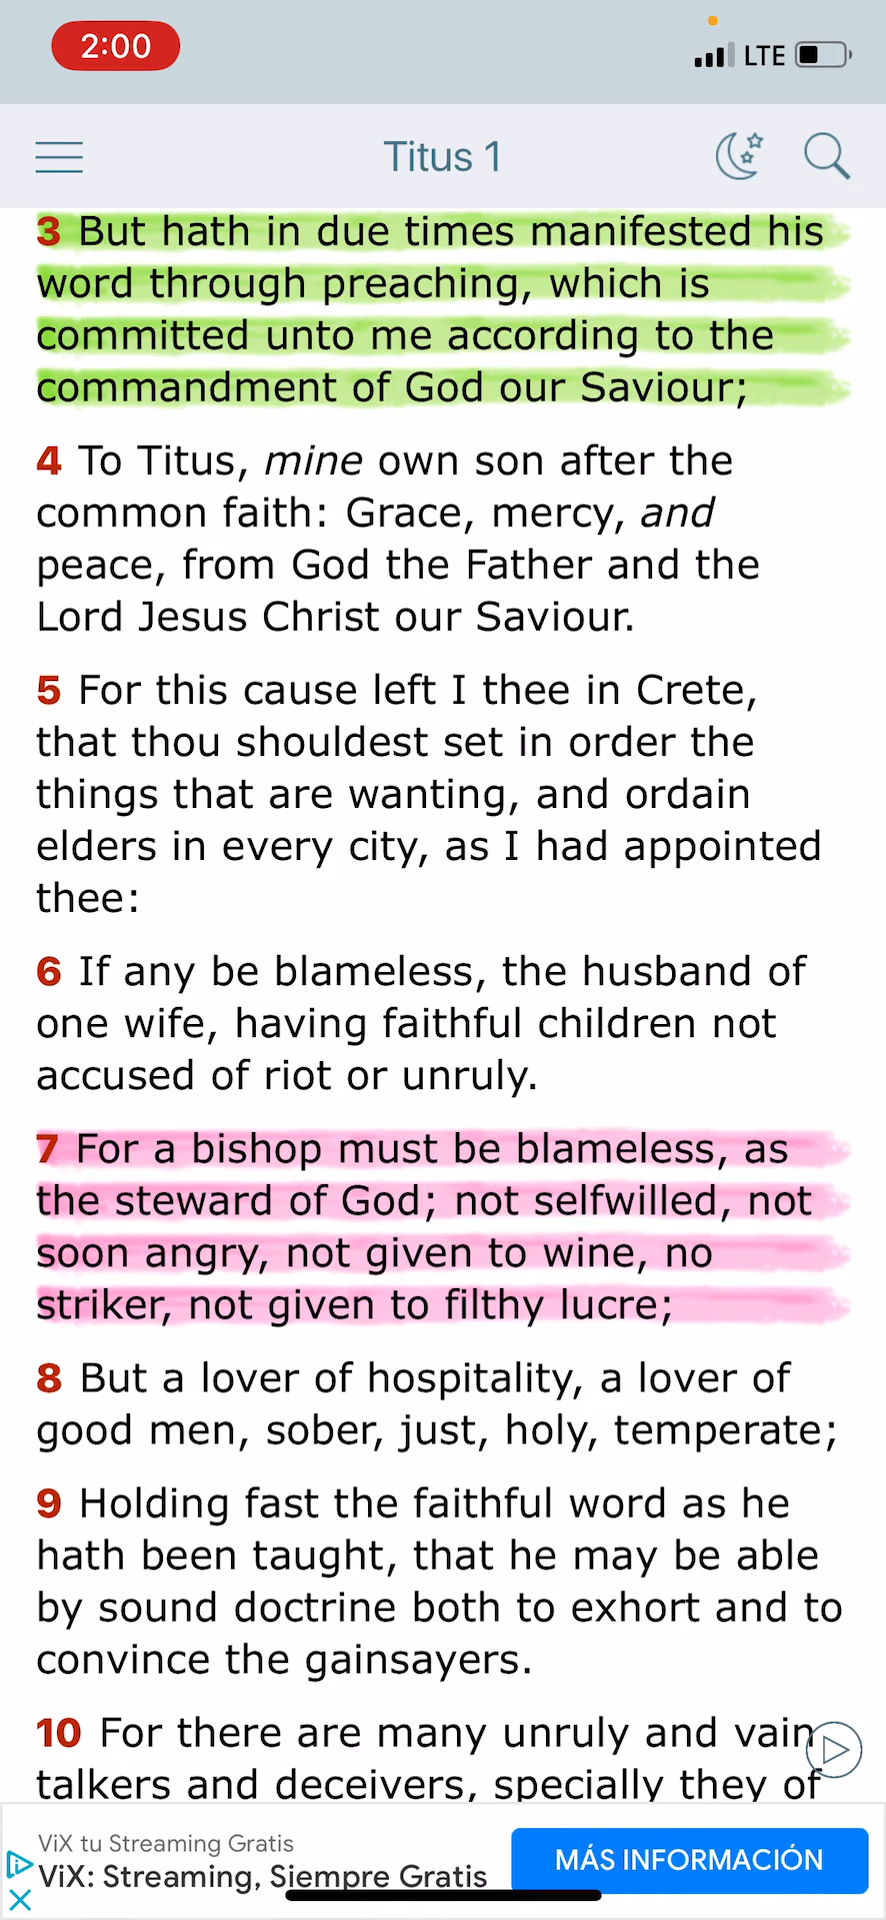 2:00
LTE
Titus 1
3 But hath in due times manifested his
word through preaching, which is
committed unto me according to the
commandment of God our Saviour;
4 To Titus, mine own son after the
common faith: Grace, mercy, and
peace, from God the Father and the
Lord Jesus Christ our Saviour.
5 For this cause left I thee in Crete,
that thou shouldest set in order the
things that are wanting, and ordain
elders in every city, as I had appointed
thee:
6 If any be blameless, the husband of
one wife, having faithful children not
accused of riot or unruly.
7 For a bishop must be blameless, as
the steward of God; not selfwilled, not
soon angry, not given to wine, no
striker, not given to filthy lucre;
8 But a lover of hospitality, a lover of
good men, sober, just, holy, temperate;
9 Holding fast the faithful word as he
hath been taught, that he may be able
by sound doctrine both to exhort and to
convince the gainsayers.
10 For there are many unruly and vain
talkers and deceivers, specially they of
ViX tu Streaming Gratis
ViX: Streaming, Siempre Gratis
MÁS INFORMACIÓN